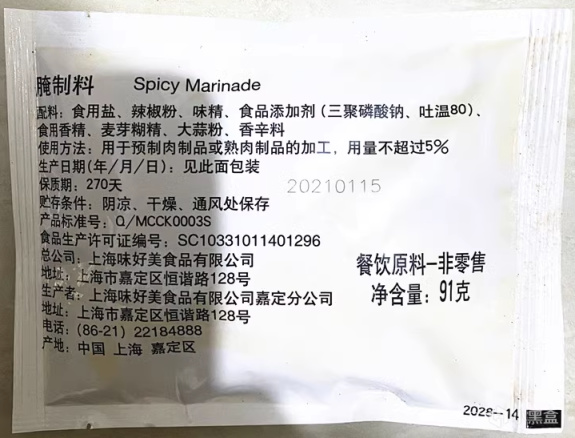 腌制料 Spicy Marinade
配料：食用盐、辣椒粉、味精、食品添加剂（三聚磷酸钠、吐温80）、
食用香精、麦芽糊精、大蒜粉、香辛料
使用方法：用于预制肉制品或熟肉制品的加工，用量不超过5%
生产日期(年/月/日)：见此面包装
保质期：270天
20210115
贮存条件：阴凉、干燥、通风处保存
产品标准号：Q/MCCK0003S
食品生产许可证编号：SC10331011401296
总公司：上海味好美食品有限公司
地址：上海市嘉定区恒谐路128号
生产者：上海味好美食品有限公司嘉定分公司
地址：上海市嘉定区恒谐路128号
电话：(86-21) 22184888
产地：中国 上海 嘉定区
餐饮原料—非零售
净含量：91克
2028--14 黑盒